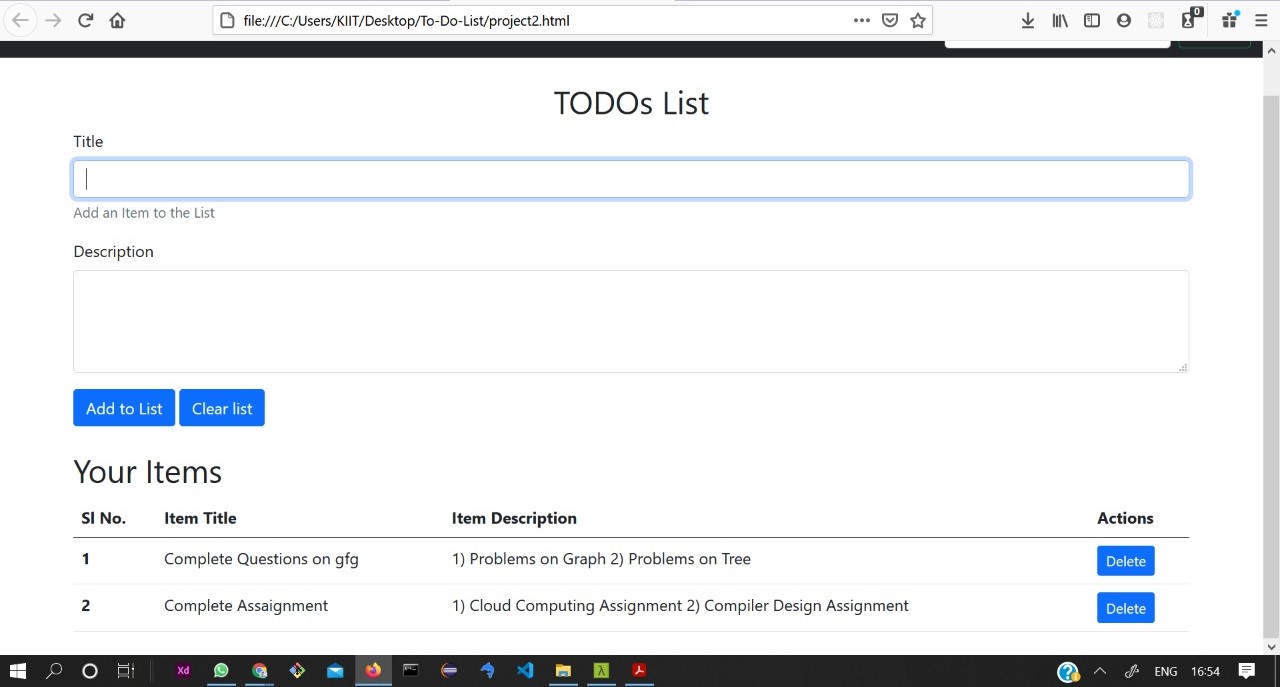 file:///C:/Users/KIIT/Desktop/To-Do-List/project2.html
0
TODOs List
Title
Add an Item to the List
Description
Add to List Clear list
Your Items
Sl No. Item Title Item Description Actions
1 Complete Questions on gfg 1) Problems on Graph 2) Problems on Tree Delete
2 Complete Assaignment 1) Cloud Computing Assignment 2) Compiler Design Assignment Delete
Xd ENG 16:54